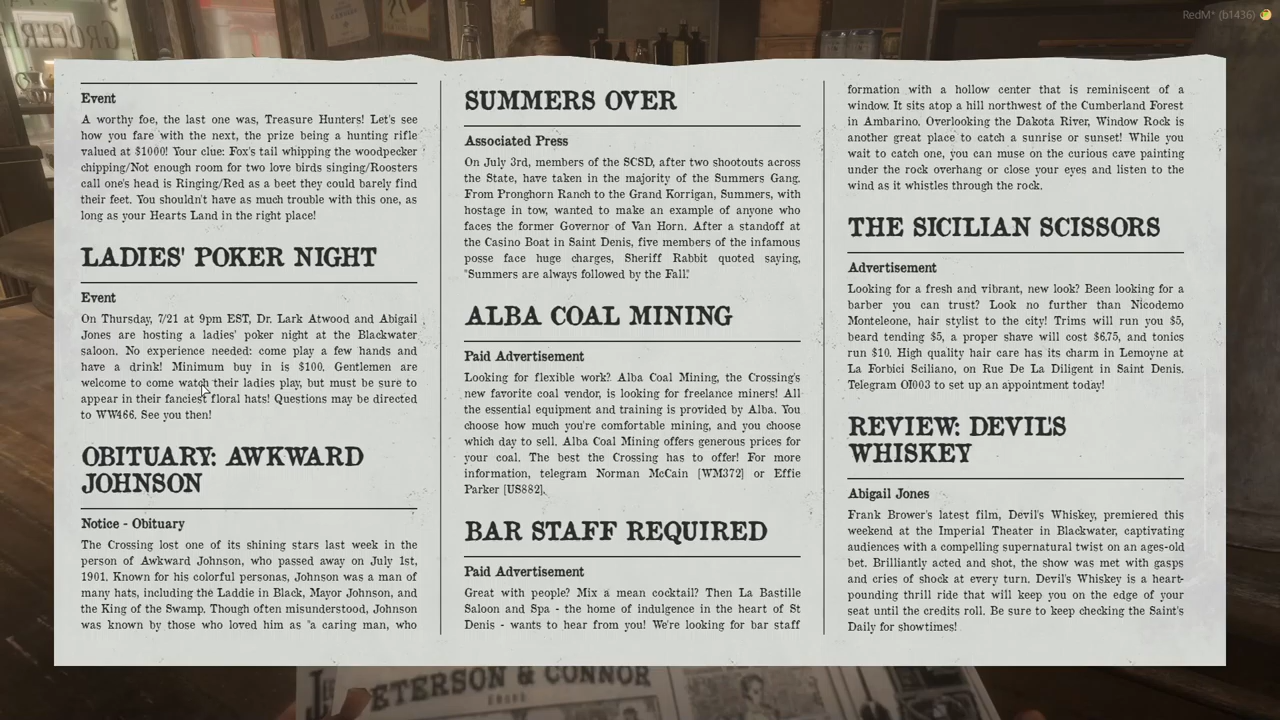 GROCERIE
RedM* (b1436)
Event
A worthy foe, the last one was, Treasure Hunters! Let's see
how you fare with the next, the prize being a hunting rifle
valued at $1000! Your clue: Fox's tail whipping the woodpecker
chipping/Not enough room for two love birds singing/Roosters
call one's head is Ringing/Red as a beet they could barely find
their feet. You shouldn't have as much trouble with this one, as
long as your Hearts Land in the right place!
LADIES' POKER NIGHT
Event
On Thursday, 7/21 at 9pm EST, Dr. Lark Atwood and Abigail
Jones are hosting a ladies' poker night at the Blackwater
saloon. No experience needed: come play a few hands and
have a drink! Minimum buy in is $100. Gentlemen are
welcome to come watch their ladies play, but must be sure to
appear in their fanciest floral hats! Questions may be directed
to WW466. See you then!
OBITUARY: AWKWARD
JOHNSON
Notice - Obituary
The Crossing lost one of its shining stars last week in the
person of Awkward Johnson, who passed away on July 1st,
1901. Known for his colorful personas, Johnson was a man of
many hats, including the Laddie in Black, Mayor Johnson, and
the King of the Swamp. Though often misunderstood, Johnson
was known by those who loved him as "a caring man, who
SUMMERS OVER
Associated Press
On July 3rd, members of the SCSD, after two shootouts across
the State, have taken in the majority of the Summers Gang.
From Pronghorn Ranch to the Grand Korrigan, Summers, with
hostage in tow, wanted to make an example of anyone who
faces the former Governor of Van Horn. After a standoff at
the Casino Boat in Saint Denis, five members of the infamous
posse face huge charges, Sheriff Rabbit quoted saying,
"Summers are always followed by the Fall."
ALBA COAL MINING
Paid Advertisement
Looking for flexible work? Alba Coal Mining, the Crossing's
new favorite coal vendor, is looking for freelance miners! All
the essential equipment and training is provided by Alba. You
choose how much you're comfortable mining, and you choose
which day to sell. Alba Coal Mining offers generous prices for
your coal. The best the Crossing has to offer! For more
information, telegram Norman McCain [WM372] or Effie
Parker [US882].
BAR STAFF REQUIRED
Paid Advertisement
Great with people? Mix a mean cocktail? Then La Bastille
Saloon and Spa - the home of indulgence in the heart of St
Denis - wants to hear from you! We're looking for bar staff
formation with a hollow center that is reminiscent of a
window. It sits atop a hill northwest of the Cumberland Forest
in Ambarino. Overlooking the Dakota River, Window Rock is
another great place to catch a sunrise or sunset! While you
wait to catch one, you can muse on the curious cave painting
under the rock overhang or close your eyes and listen to the
wind as it whistles through the rock.
THE SICILIAN SCISSORS
Advertisement
Looking for a fresh and vibrant, new look? Been looking for a
barber you can trust? Look no further than Nicodemo
Monteleone, hair stylist to the city! Trims will run you $5,
beard tending $5, a proper shave will cost $6.75, and tonics
run $10. High quality hair care has its charm in Lemoyne at
La Forbici Sciliano, on Rue De La Diligent in Saint Denis.
Telegram OI003 to set up an appointment today!
REVIEW: DEVIL'S
WHISKEY
Abigail Jones
Frank Brower's latest film, Devil's Whiskey, premiered this
weekend at the Imperial Theater in Blackwater, captivating
audiences with a compelling supernatural twist on an ages-old
bet. Brilliantly acted and shot, the show was met with gasps
and cries of shock at every turn. Devil's Whiskey is a heart-
pounding thrill ride that will keep you on the edge of your
seat until the credits roll. Be sure to keep checking the Saint's
Daily for showtimes!
ETERSON & CONNOR